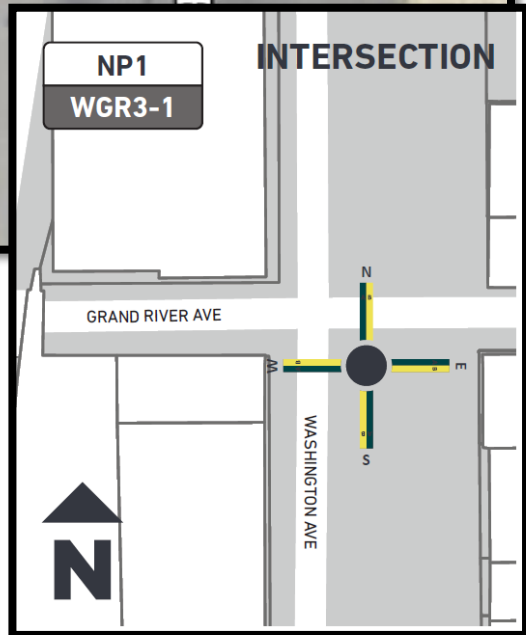 NP1
WGR3-1
INTERSECTION
N
GRAND RIVER AVE
W
E
S
WASHINGTON AVE
N